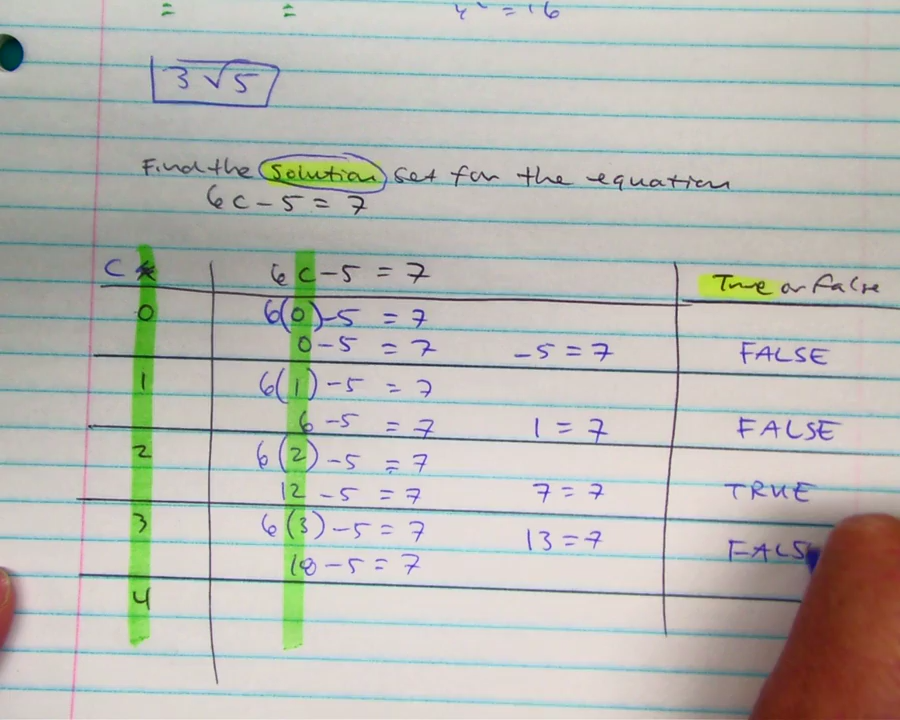 = =
4² = 16
3√5
Find the solution set for the equation
6c - 5 = 7
c 6c - 5 = 7 True or False
0 6(0) - 5 = 7
0 - 5 = 7 -5 = 7 FALSE
1 6(1) - 5 = 7
6 - 5 = 7 1 = 7 FALSE
2 6(2) - 5 = 7
12 - 5 = 7 7 = 7 TRUE
3 6(3) - 5 = 7 13 = 7 FALS
18 - 5 = 7
4